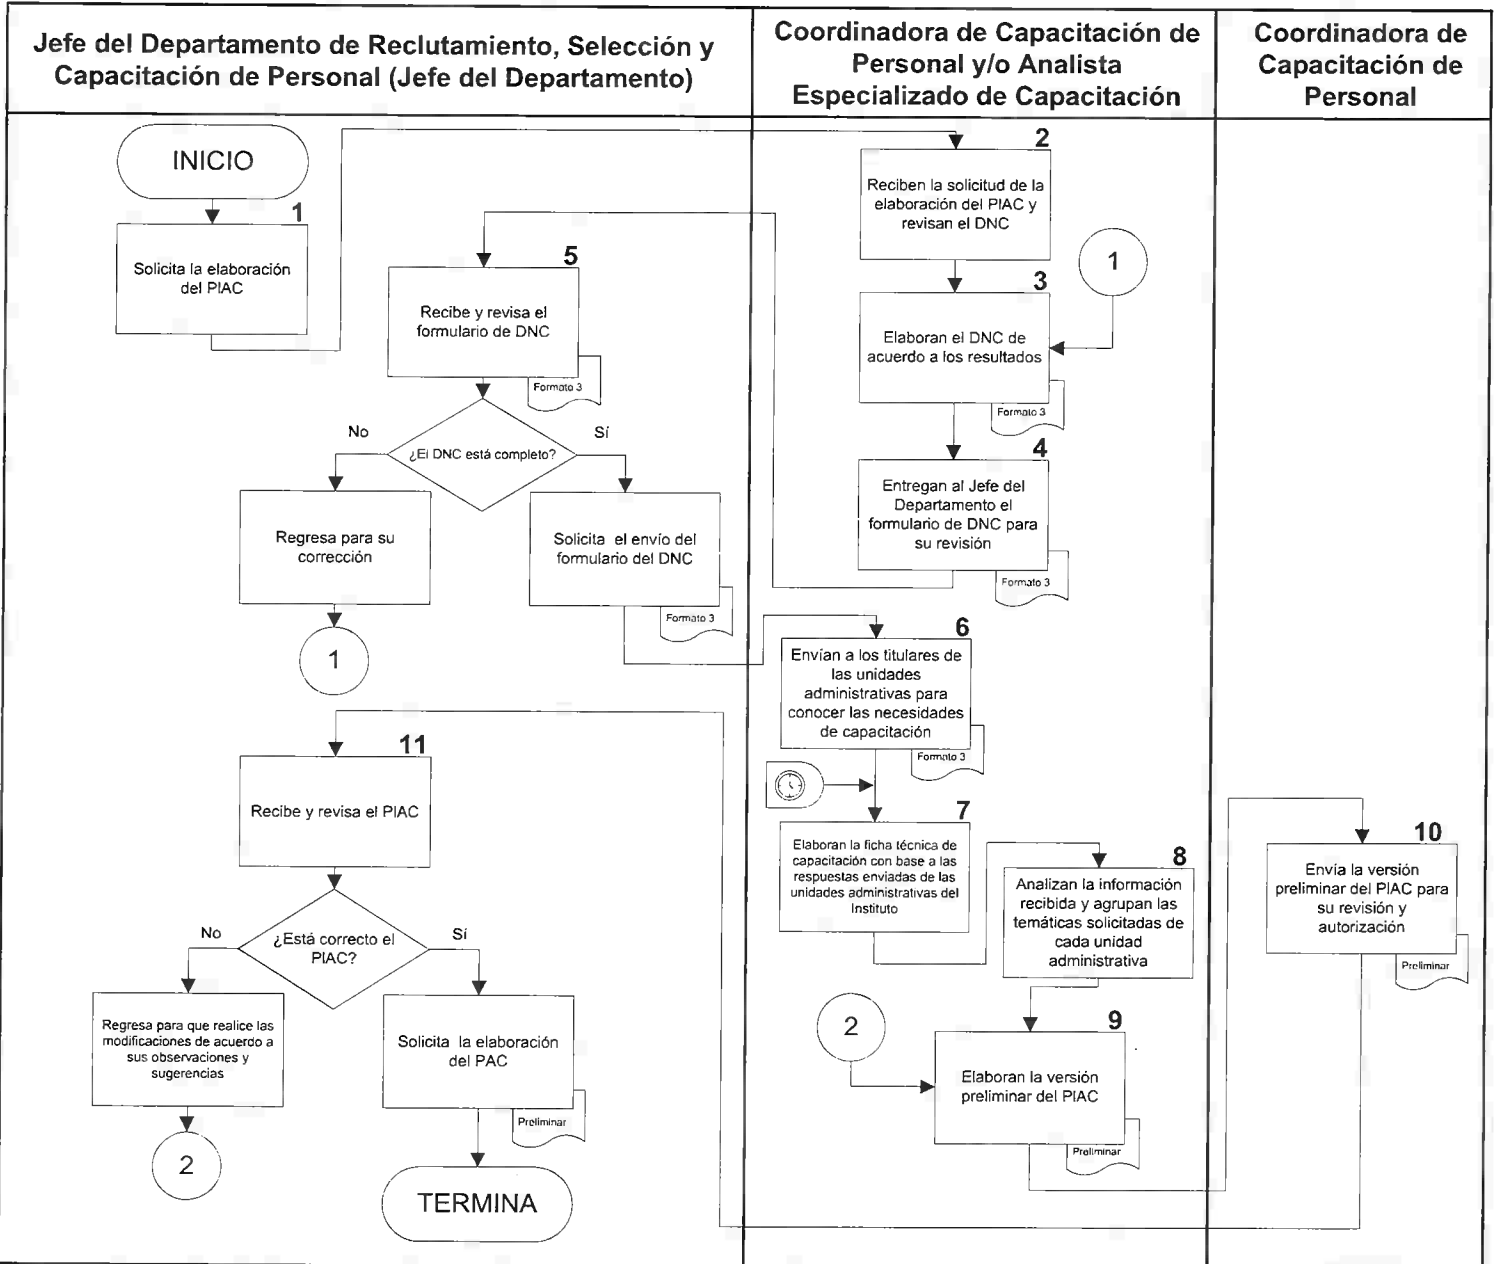 Jefe del Departamento de Reclutamiento, Selección y
Capacitación de Personal (Jefe del Departamento)
Coordinadora de Capacitación de
Personal y/o Analista
Especializado de Capacitación
Coordinadora de
Capacitación de
Personal
INICIO
1
Solicita la elaboración
del PIAC
2
Reciben la solicitud de la
elaboración del PIAC y
revisan el DNC
1
3
Elaboran el DNC de
acuerdo a los resultados
Formato 3
4
Entregan al Jefe del
Departamento el
formulario de DNC para
su revisión
Formato 3
5
Recibe y revisa el
formulario de DNC
Formato 3
¿El DNC está completo?
No
Sí
Regresa para su
corrección
1
Solicita el envío del
formulario del DNC
Formato 3
6
Envían a los titulares de
las unidades
administrativas para
conocer las necesidades
de capacitación
Formato 3
7
Elaboran la ficha técnica de
capacitación con base a las
respuestas enviadas de las
unidades administrativas del
Instituto
8
Analizan la información
recibida y agrupan las
temáticas solicitadas de
cada unidad
administrativa
2
9
Elaboran la versión
preliminar del PIAC
Preliminar
10
Envía la versión
preliminar del PIAC para
su revisión y
autorización
Preliminar
11
Recibe y revisa el PIAC
¿Está correcto el
PIAC?
No
Sí
Regresa para que realice las
modificaciones de acuerdo a
sus observaciones y
sugerencias
2
Solicita la elaboración
del PAC
Preliminar
TERMINA